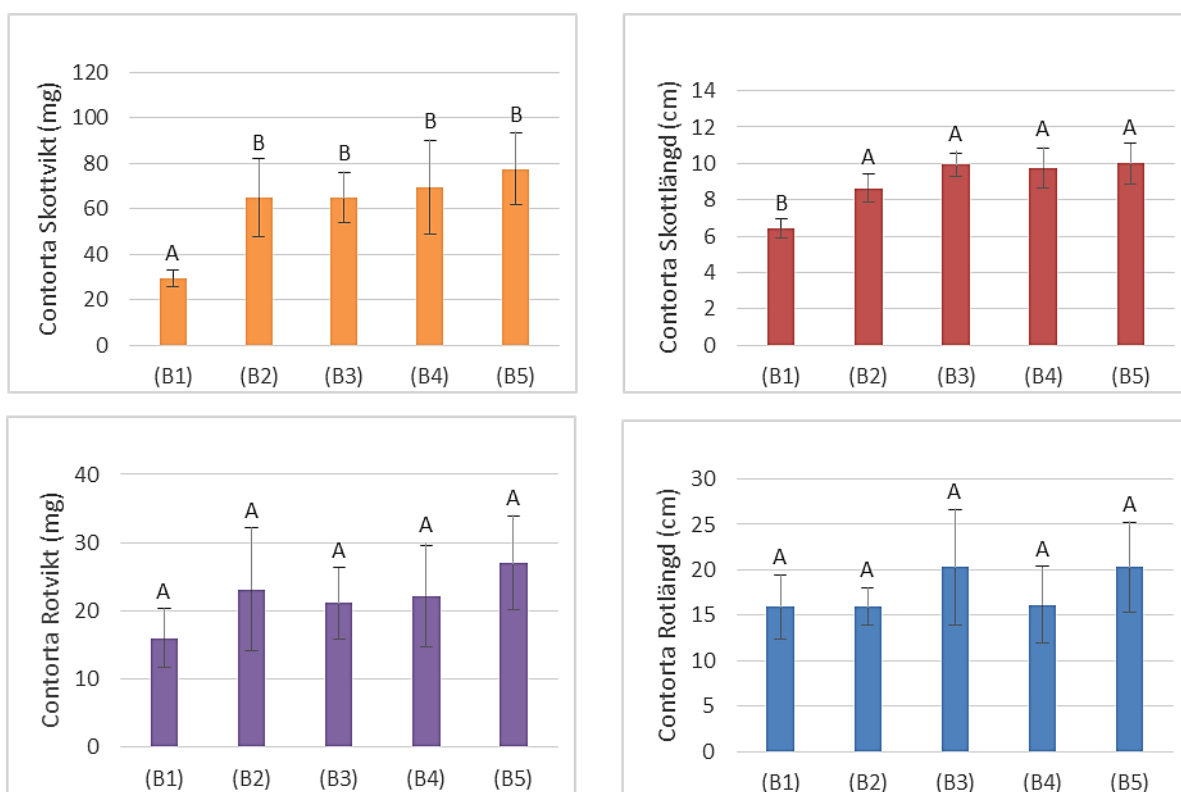 Contorta Skottvikt (mg)
120
100
80
60
40
20
0
A
B
B
B
B
(B1) (B2) (B3) (B4) (B5)
Contorta Skottlängd (cm)
14
12
10
8
6
4
2
0
B
A
A
A
A
(B1) (B2) (B3) (B4) (B5)
Contorta Rotvikt (mg)
40
30
20
10
0
A
A
A
A
A
(B1) (B2) (B3) (B4) (B5)
Contorta Rotlängd (cm)
30
25
20
15
10
5
0
A
A
A
A
A
(B1) (B2) (B3) (B4) (B5)